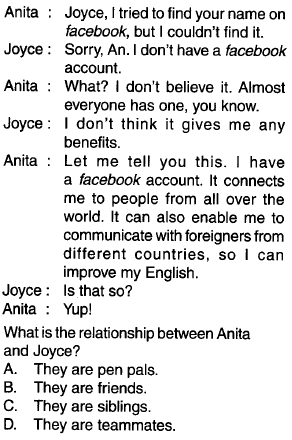 Anita : Joyce, I tried to find your name on
facebook, but I couldn't find it.
Joyce : Sorry, An. I don't have a facebook
account.
Anita : What? I don't believe it. Almost
everyone has one, you know.
Joyce : I don't think it gives me any
benefits.
Anita : Let me tell you this. I have
a facebook account. It connects
me to people from all over the
world. It can also enable me to
communicate with foreigners from
different countries, so I can
improve my English.
Joyce : Is that so?
Anita : Yup!
What is the relationship between Anita
and Joyce?
A. They are pen pals.
B. They are friends.
C. They are siblings.
D. They are teammates.